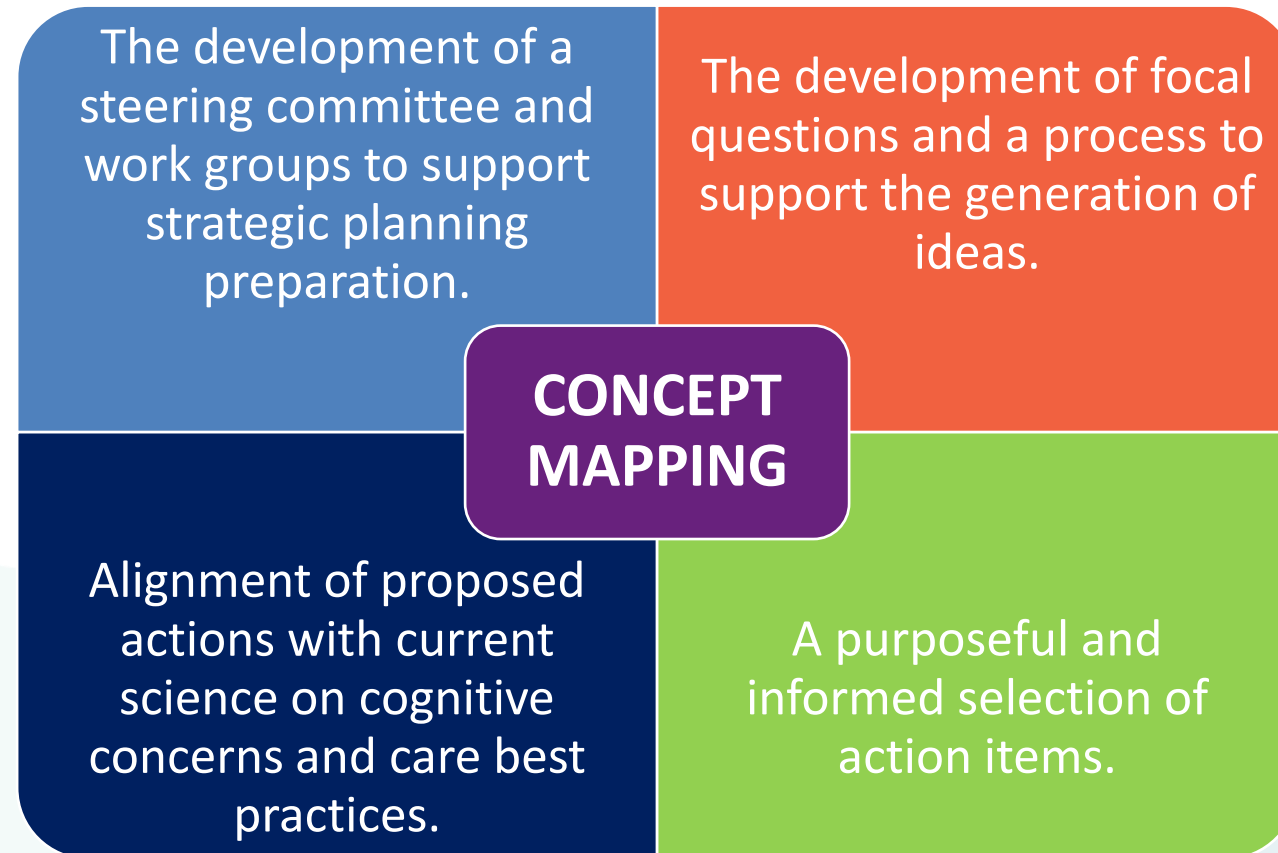 The development of a
steering committee and
work groups to support
strategic planning
preparation.
The development of focal
questions and a process to
support the generation of
ideas.
CONCEPT
MAPPING
Alignment of proposed
actions with current
science on cognitive
concerns and care best
practices.
A purposeful and
informed selection of
action items.